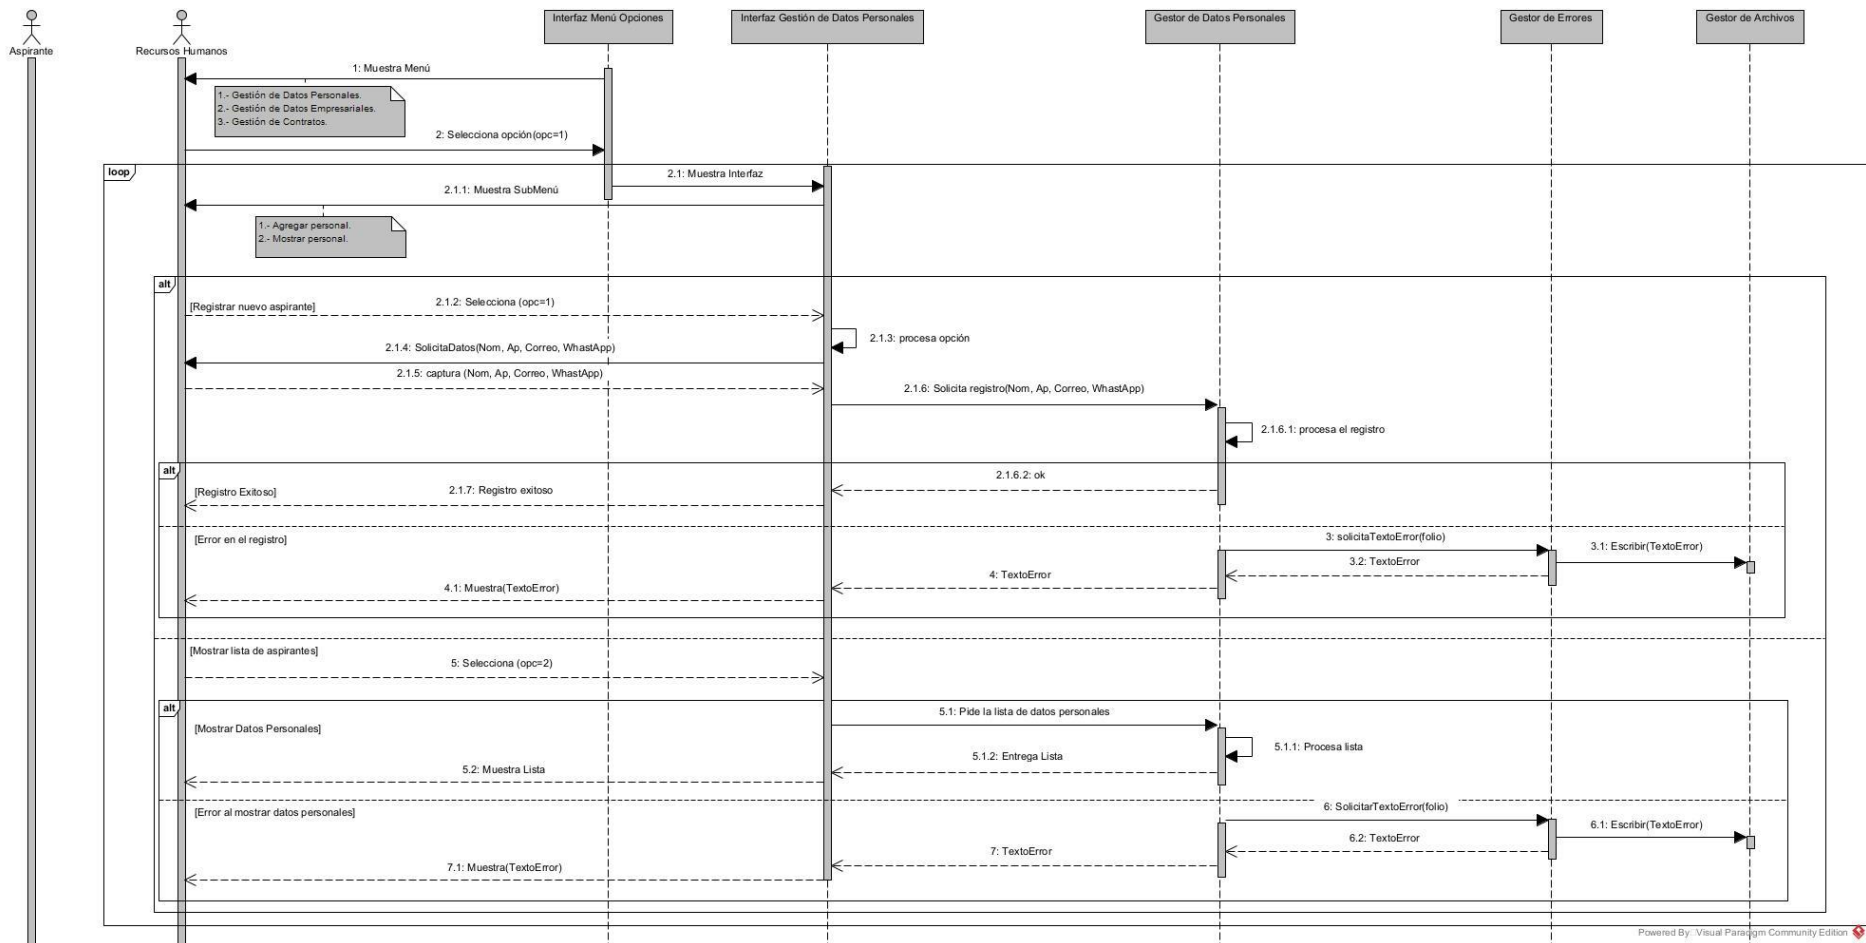 Interfaz Menú Opciones
Interfaz Gestión de Datos Personales
Gestor de Datos Personales
Gestor de Errores
Gestor de Archivos
Aspirante
Recursos Humanos
1: Muestra Menú
1.- Gestión de Datos Personales.
2.- Gestión de Datos Empresariales.
3.- Gestión de Contratos.
2: Selecciona opción(opc=1)
loop
2.1: Muestra Interfaz
2.1.1: Muestra SubMenú
1.- Agregar personal.
2.- Mostrar personal.
alt
[Registrar nuevo aspirante]
2.1.2: Selecciona (opc=1)
2.1.3: procesa opción
2.1.4: SolicitaDatos(Nom, Ap, Correo, WhastApp)
2.1.5: captura (Nom, Ap, Correo, WhastApp)
2.1.6: Solicita registro(Nom, Ap, Correo, WhastApp)
2.1.6.1: procesa el registro
alt
2.1.6.2: ok
[Registro Exitoso]
2.1.7: Registro exitoso
[Error en el registro]
3: solicitaTextoError(folio)
3.1: Escribir(TextoError)
3.2: TextoError
4: TextoError
4.1: Muestra(TextoError)
[Mostrar lista de aspirantes]
5: Selecciona (opc=2)
alt
5.1: Pide la lista de datos personales
[Mostrar Datos Personales]
5.1.1: Procesa lista
5.1.2: Entrega Lista
5.2: Muestra Lista
[Error al mostrar datos personales]
6: SolicitarTextoError(folio)
6.1: Escribir(TextoError)
6.2: TextoError
7: TextoError
7.1: Muestra(TextoError)
Powered By: Visual Paradigm Community Edition